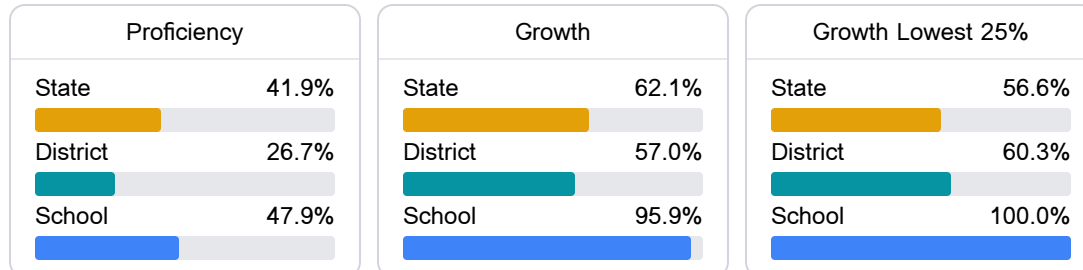 Proficiency
State 41.9%
District 26.7%
School 47.9%
Growth
State 62.1%
District 57.0%
School 95.9%
Growth Lowest 25%
State 56.6%
District 60.3%
School 100.0%